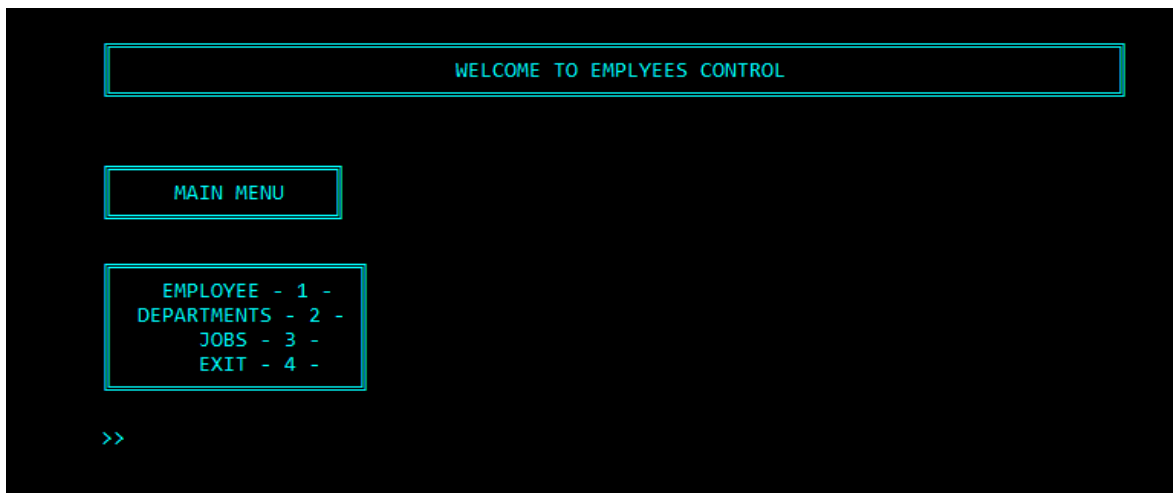 WELCOME TO EMPLYEES CONTROL
MAIN MENU
EMPLOYEE - 1 -
DEPARTMENTS - 2 -
JOBS - 3 -
EXIT - 4 -
>>